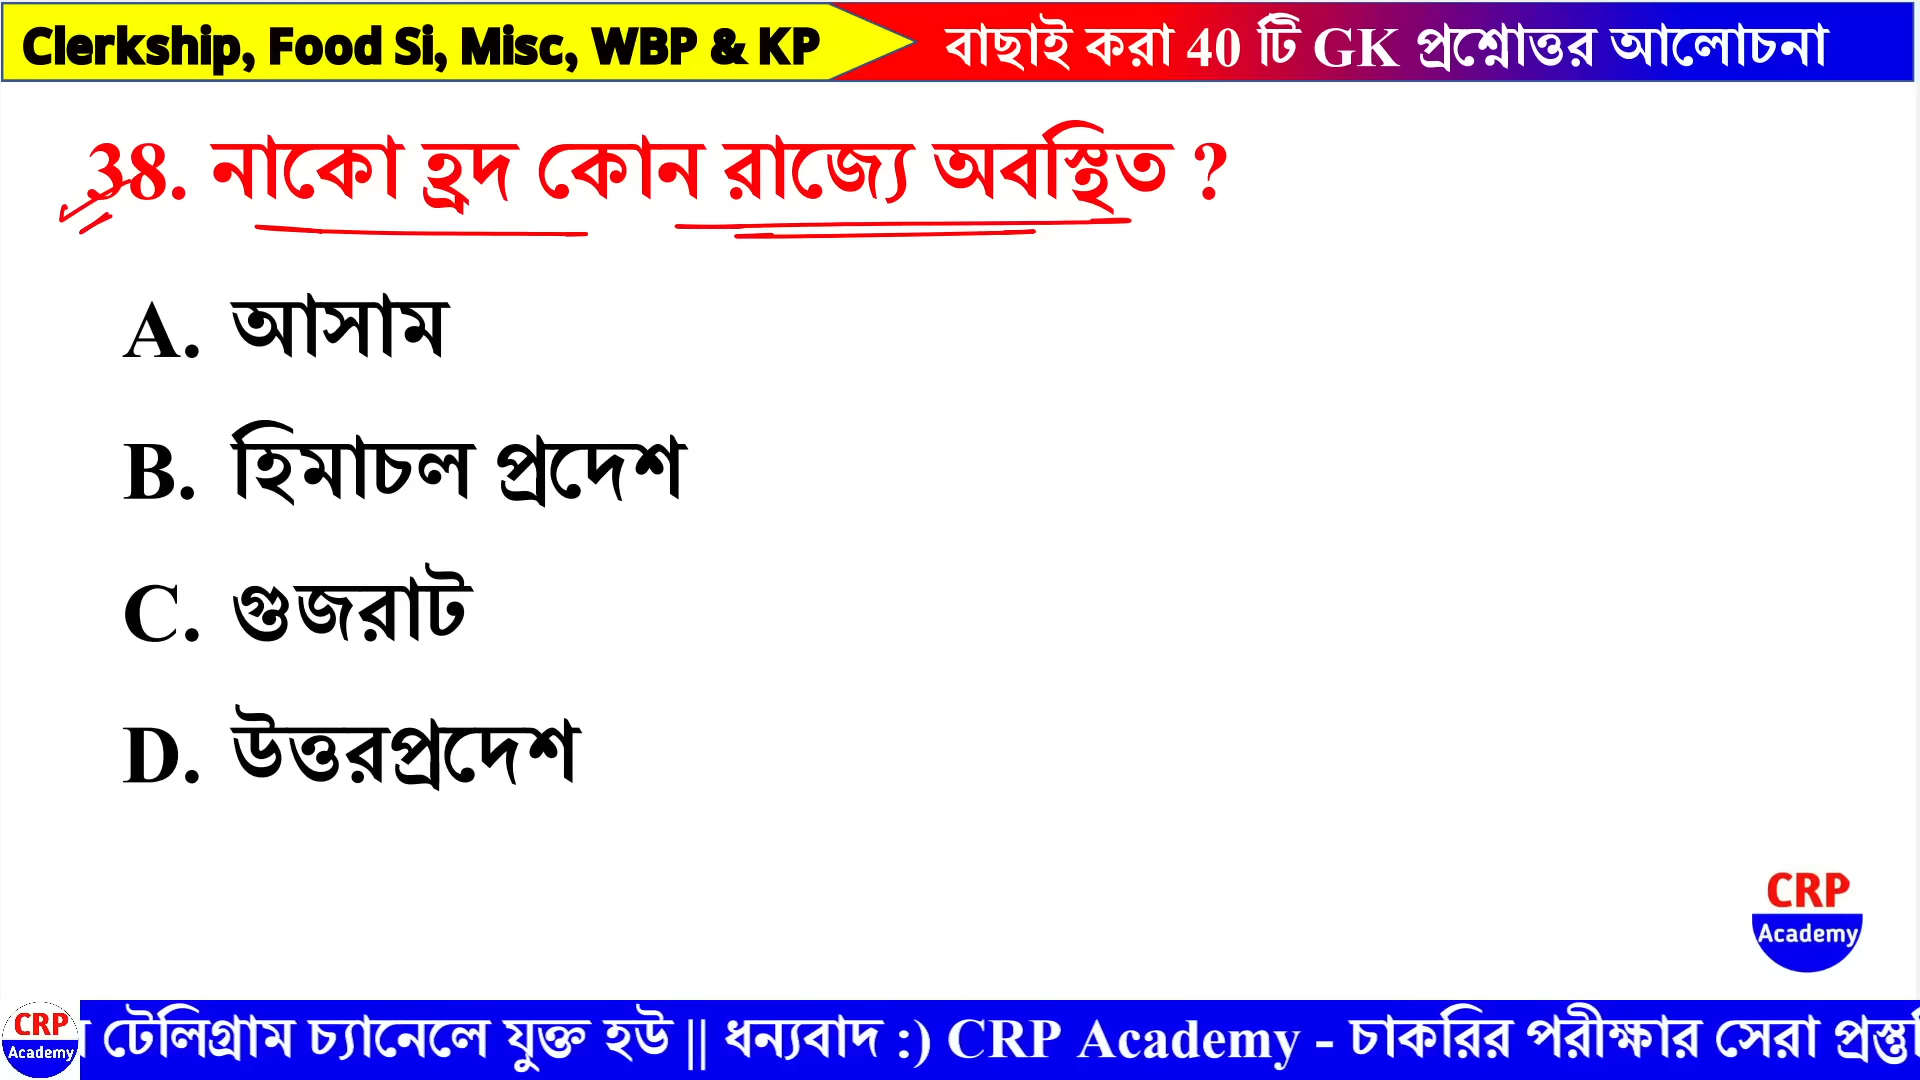 Clerkship, Food Si, Misc, WBP & KP
বাছাই করা 40 টি GK প্রশ্নোত্তর আলোচনা
38. নাকো হ্রদ কোন রাজ্যে অবস্থিত ?
A. আসাম
B. হিমাচল প্রদেশ
C. গুজরাট
D. উত্তরপ্রদেশ
CRP
Academy
CRP
Academy
টেলিগ্রাম চ্যানেলে যুক্ত হউ || ধন্যবাদ :) CRP Academy - চাকরির পরীক্ষার সেরা